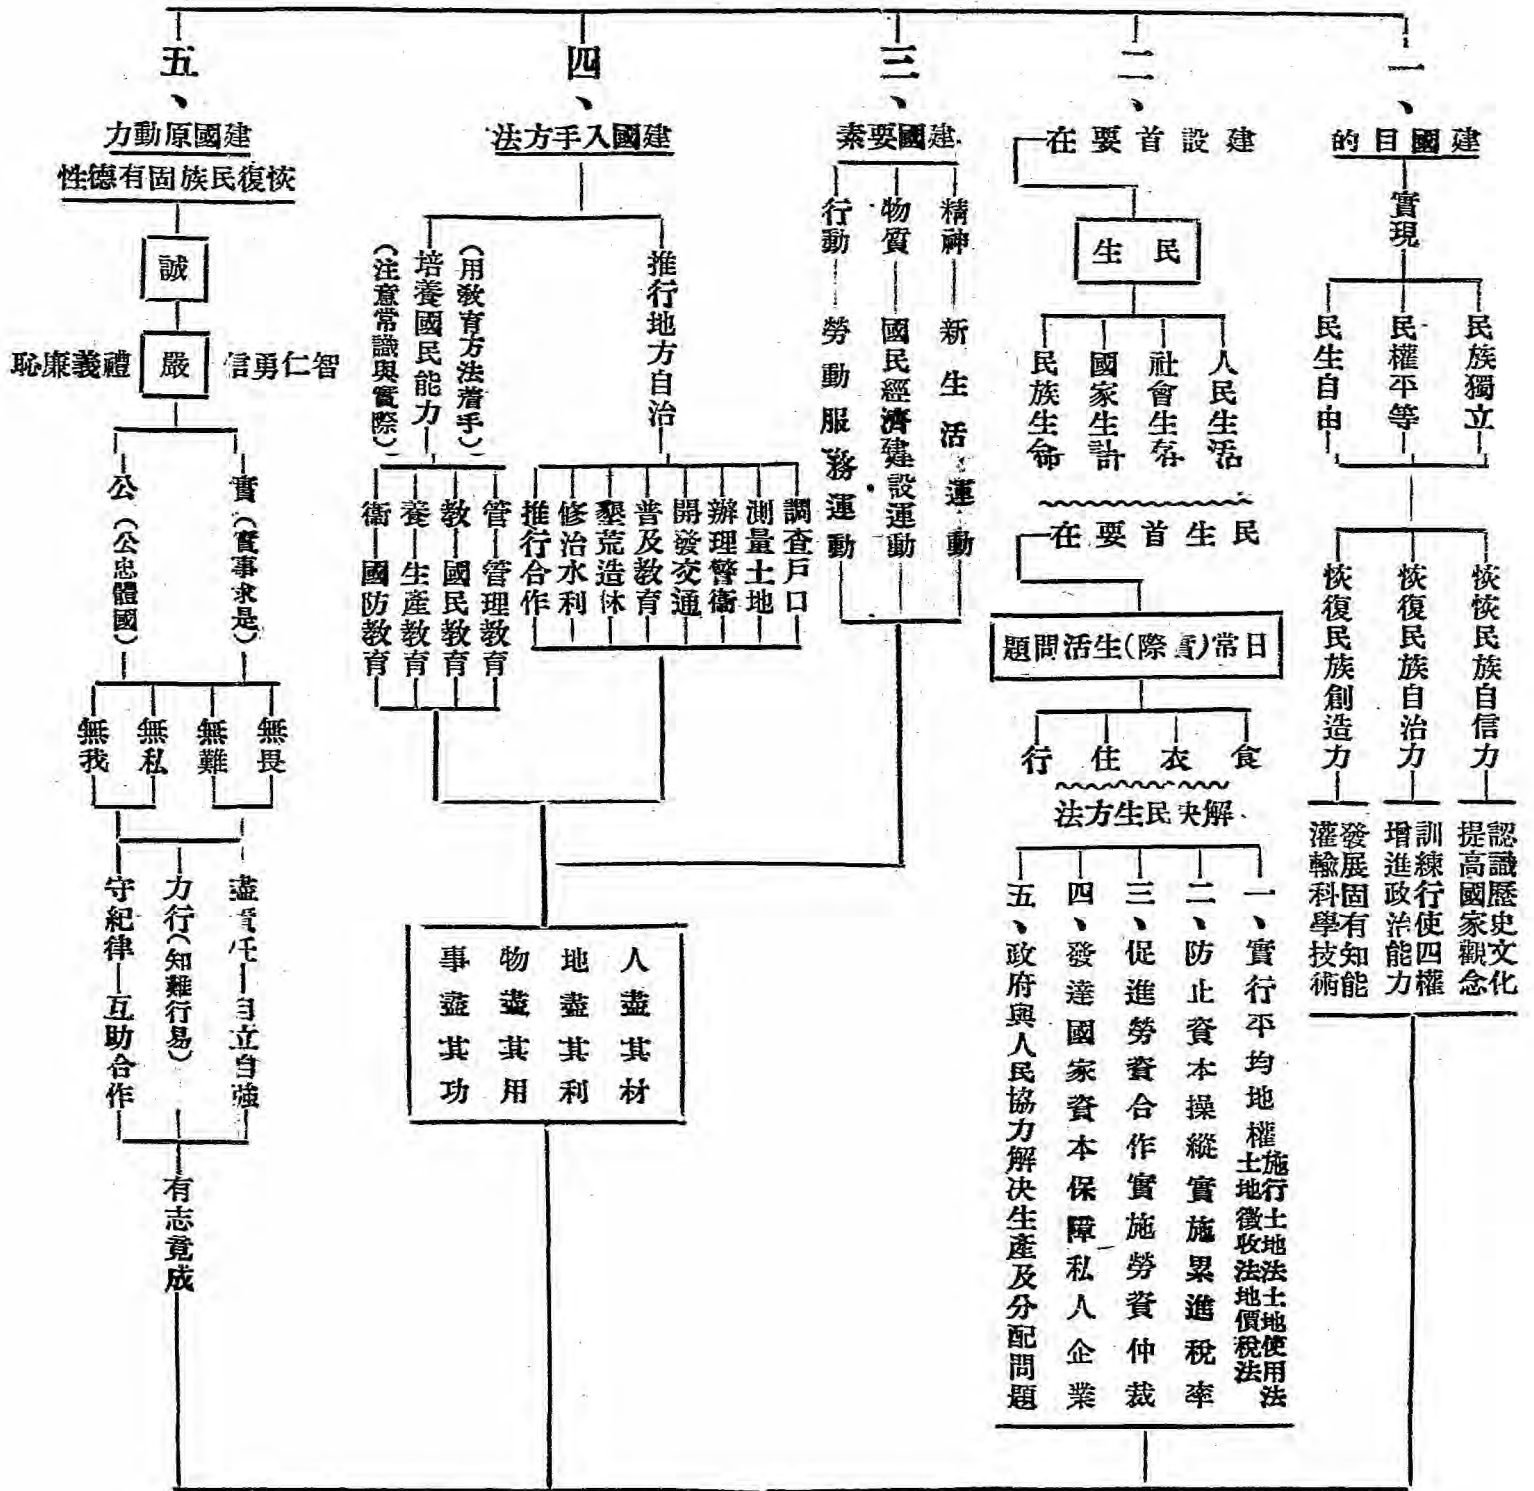 一、
建國目的
實現
民族獨立
民權平等
民生自由
恢恢民族自信力
恢復民族自治力
恢復民族創造力
認識歷史文化
提高國家觀念
訓練行使四權
增進政治能力
發展固有知能
灌輸科學技術
二、
建設首要在
民生
人民生活
社會生存
國家生計
民族生命
民生首要在
日常(實際)生活問題
食
衣
住
行
解決民生方法
一、實行平均地權
施行土地法土地使用法
土地徵收法地價稅法
二、防止資本操縱實施累進稅率
三、促進勞資合作實施勞資仲裁
四、發達國家資本保障私人企業
五、政府與人民協力解決生產及分配問題
三、
建國要素
精神
新生活運動
物質
國民經濟建設運動
行動
勞動服務運動
四、
建國入手方法
推行地方自治
調查戶口
測量土地
辦理警衞
開發交通
普及教育
墾荒造林
修治水利
推行合作
(用教育方法着手)
培養國民能力
(注意常識與實際)
管
管理教育
教
國民教育
養
生產教育
衞
國防教育
人盡其材
地盡其利
物盡其用
事盡其功
五、
建國原動力
恢復民族固有德性
誠
智仁勇信
嚴
禮義廉恥
實(實事求是)
公(公忠體國)
無畏
無難
無私
無我
盡責任
自立自強
力行(知難行易)
守紀律
互助合作
有志竟成